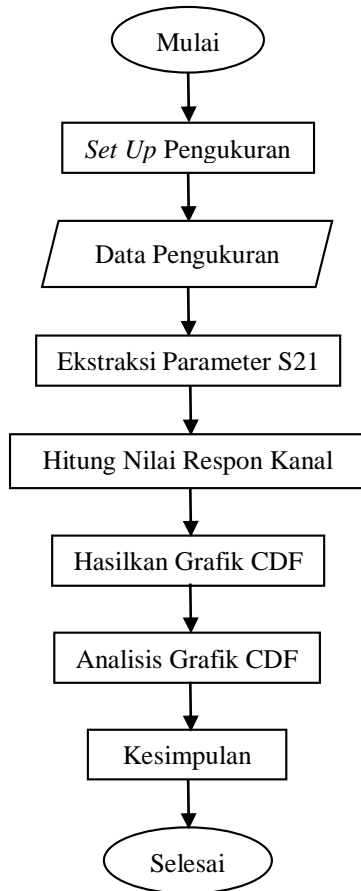 Mulai
Set Up Pengukuran
Data Pengukuran
Ekstraksi Parameter S21
Hitung Nilai Respon Kanal
Hasilkan Grafik CDF
Analisis Grafik CDF
Kesimpulan
Selesai